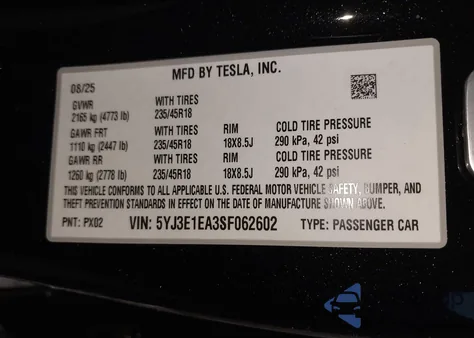 MFD BY TESLA, INC.
08/25
GVWR WITH TIRES
2165 kg (4773 lb) 235/45R18
GAWR FRT WITH TIRES RIM COLD TIRE PRESSURE
1110 kg (2447 lb) 235/45R18 18X8.5J 290 kPa, 42 psi
GAWR RR WITH TIRES RIM COLD TIRE PRESSURE
1260 kg (2778 lb) 235/45R18 18X8.5J 290 kPa, 42 psi
THIS VEHICLE CONFORMS TO ALL APPLICABLE U.S. FEDERAL MOTOR VEHICLE SAFETY, BUMPER, AND
THEFT PREVENTION STANDARDS IN EFFECT ON THE DATE OF MANUFACTURE SHOWN ABOVE.
PNT: PX02 VIN: 5YJ3E1EA3SF062602 TYPE: PASSENGER CAR